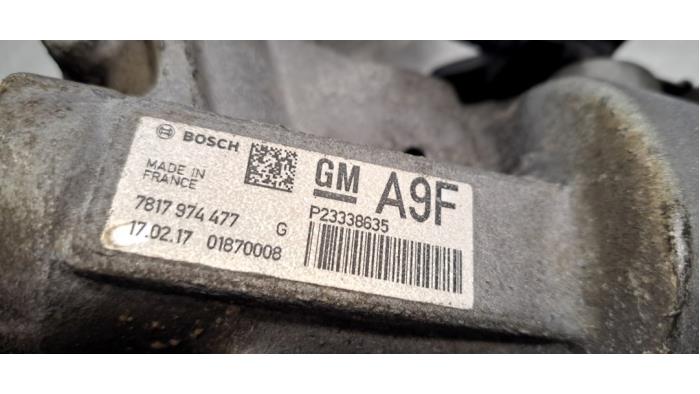 BOSCH
MADE IN
FRANCE
7817 974 477 G
17.02.17 01870008
GM A9F
P23338635